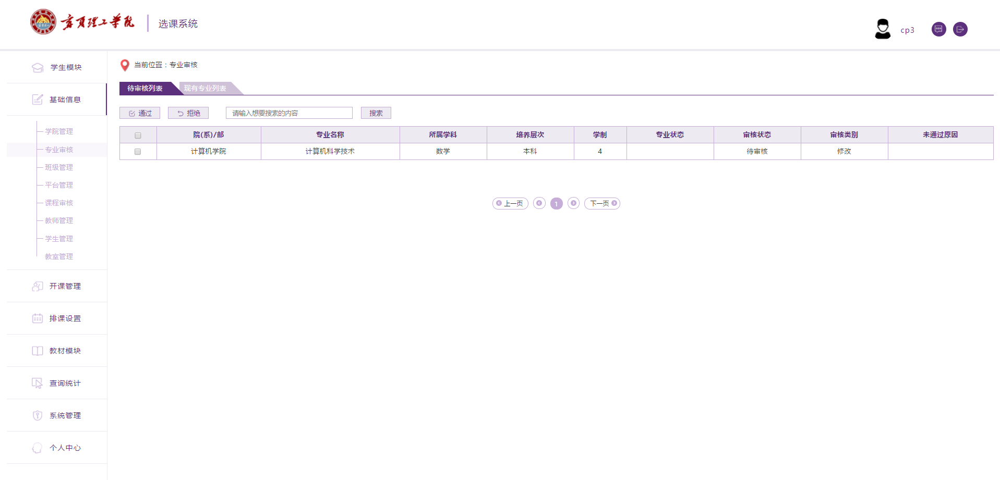 理工学院
选课系统
cp3
学生模块
基础信息
学院管理
专业审核
班级管理
平台管理
课程审核
教师管理
学生管理
教室管理
开课管理
排课设置
教材模块
查询统计
系统管理
个人中心
当前位置：专业审核
待审核列表 现有专业列表
通过 拒绝 请输入想要搜索的内容 搜索
院(系)/部 专业名称 所属学科 培养层次 学制 专业状态 审核状态 审核类别 未通过原因
计算机学院 计算机科学技术 数学 本科 4 待审核 修改
上一页 1 下一页